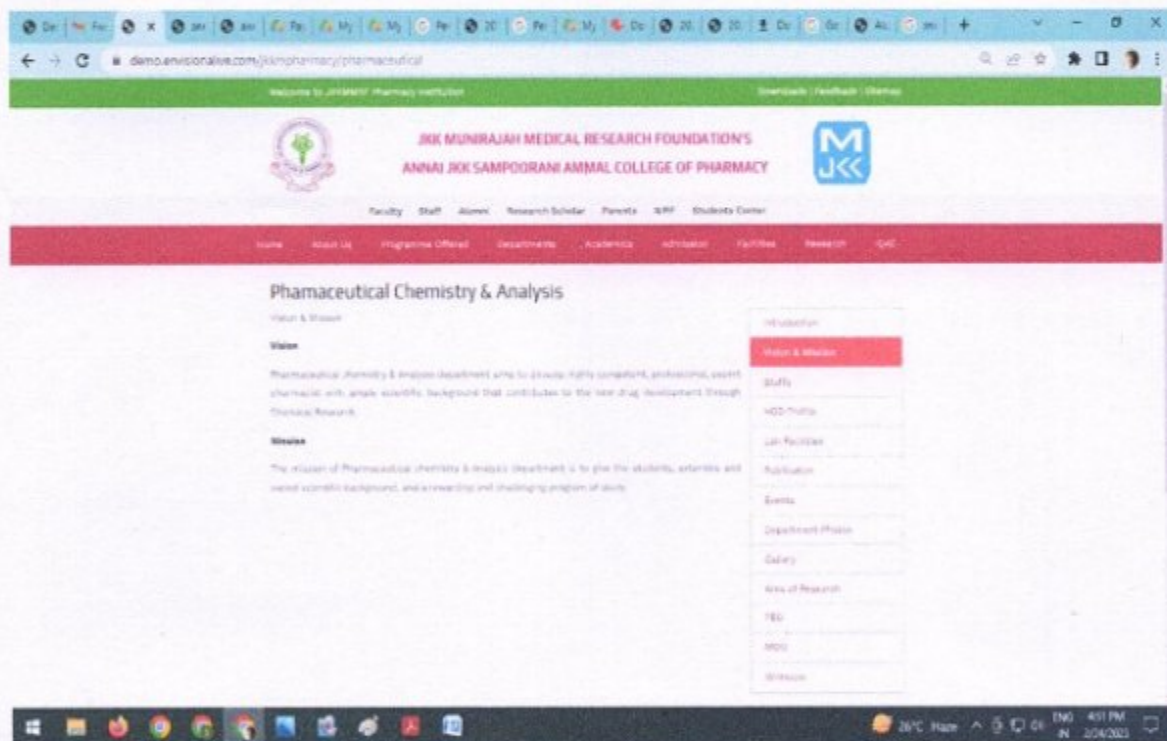 demo.envisionalive.com/jkkmpharmacy/pharmaceutical
Welcome to JKKMMRF Pharmacy Institution
Downloads | Feedback | Sitemap
JKK MUNIRAJAH MEDICAL RESEARCH FOUNDATION'S
ANNAI JKK SAMPOORANI AMMAL COLLEGE OF PHARMACY
M
JKK
Faculty Staff Alumni Research Scholar Parents Students Corner
Home About Us Programme Offered Departments Academics Admission Facilities Research
Phamaceutical Chemistry & Analysis
Vision & Mission
Vision
Pharmaceutical chemistry & analysis department aims to provide highly competent, professional, expert
pharmacist with ample scientific background that contributes to the new drug development through
Chemical Research.
Mission
The mission of Pharmaceutical chemistry & analysis department is to give the students, extensive and
varied scientific background, and a rewarding and challenging program of study.
Introduction
Vision & Mission
Staffs
HOD Profile
Lab Facilities
Publication
Events
Department Photos
Gallery
Area of Research
26°C Haze
ENG
IN
4:51 PM
2/24/2023